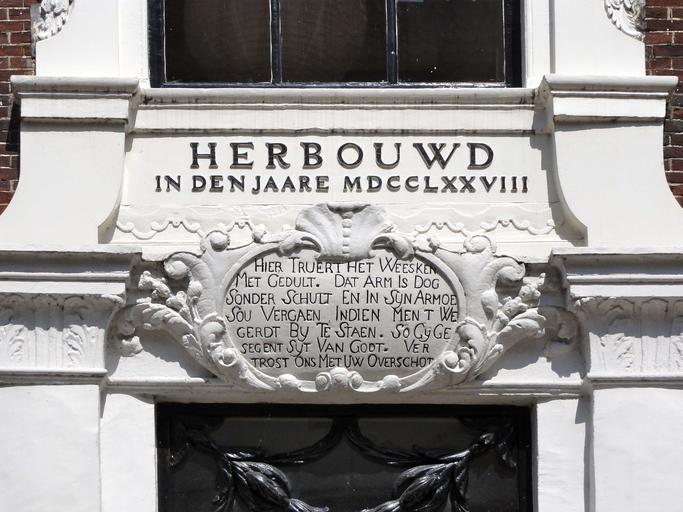 HERBOUWD
IN DEN JAARE MDCCLXXVIII
HIER TRUERT HET WEESKEN
MET GEDULT. DAT ARM IS DOG
SONDER SCHULT EN IN SYN ARMOE
SOU VERGAEN INDIEN MEN T WE
GERDT BY TE STAEN. SO GY GE
SEGENT SYT VAN GODT. VER
TROST ONS MET UW OVERSCHOT